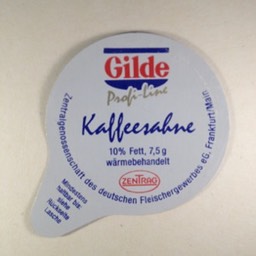 Gilde
Profi-Line
Kaffeesahne
10% Fett, 7,5 g
wärmebehandelt
ZENTRAG
Zentralgenossenschaft des deutschen Fleischergewerbes eG, Frankfurt/Main
Mindestens
haltbar bis:
siehe
Rückseite
Lasche